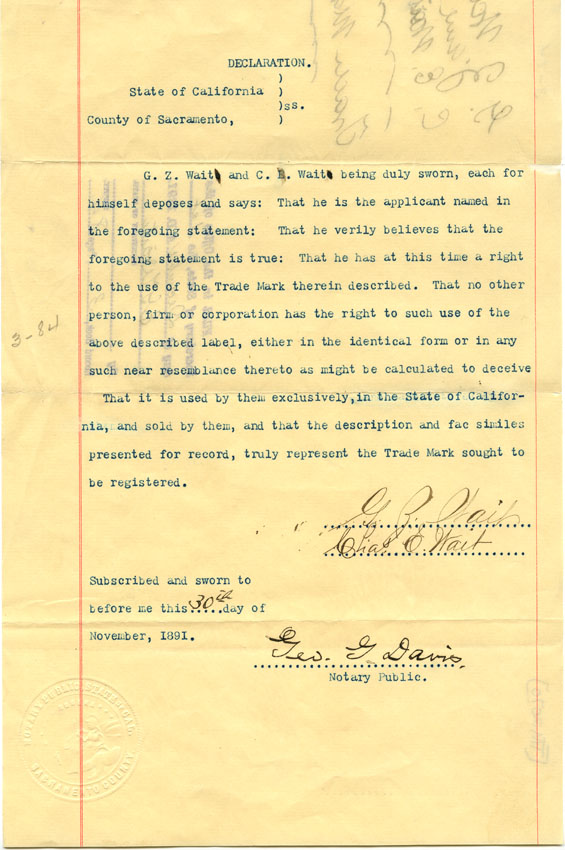 DECLARATION.
)
State of California )
)ss.
County of Sacramento, )
G. Z. Wait and C. E. Wait being duly sworn, each for
himself deposes and says: That he is the applicant named in
the foregoing statement: That he verily believes that the
foregoing statement is true: That he has at this time a right
to the use of the Trade Mark therein described. That no other
person, firm or corporation has the right to such use of the
above described label, either in the identical form or in any
such near resemblance thereto as might be calculated to deceive
That it is used by them exclusively, in the State of Califor-
nia, and sold by them, and that the description and fac similes
presented for record, truly represent the Trade Mark sought to
be registered.
G. Z. Wait
Chas. E. Wait
Subscribed and sworn to
before me this 30th day of
November, 1891.
Geo. G Davis,
Notary Public.
3-84
SACRAMENTO COUNTY.